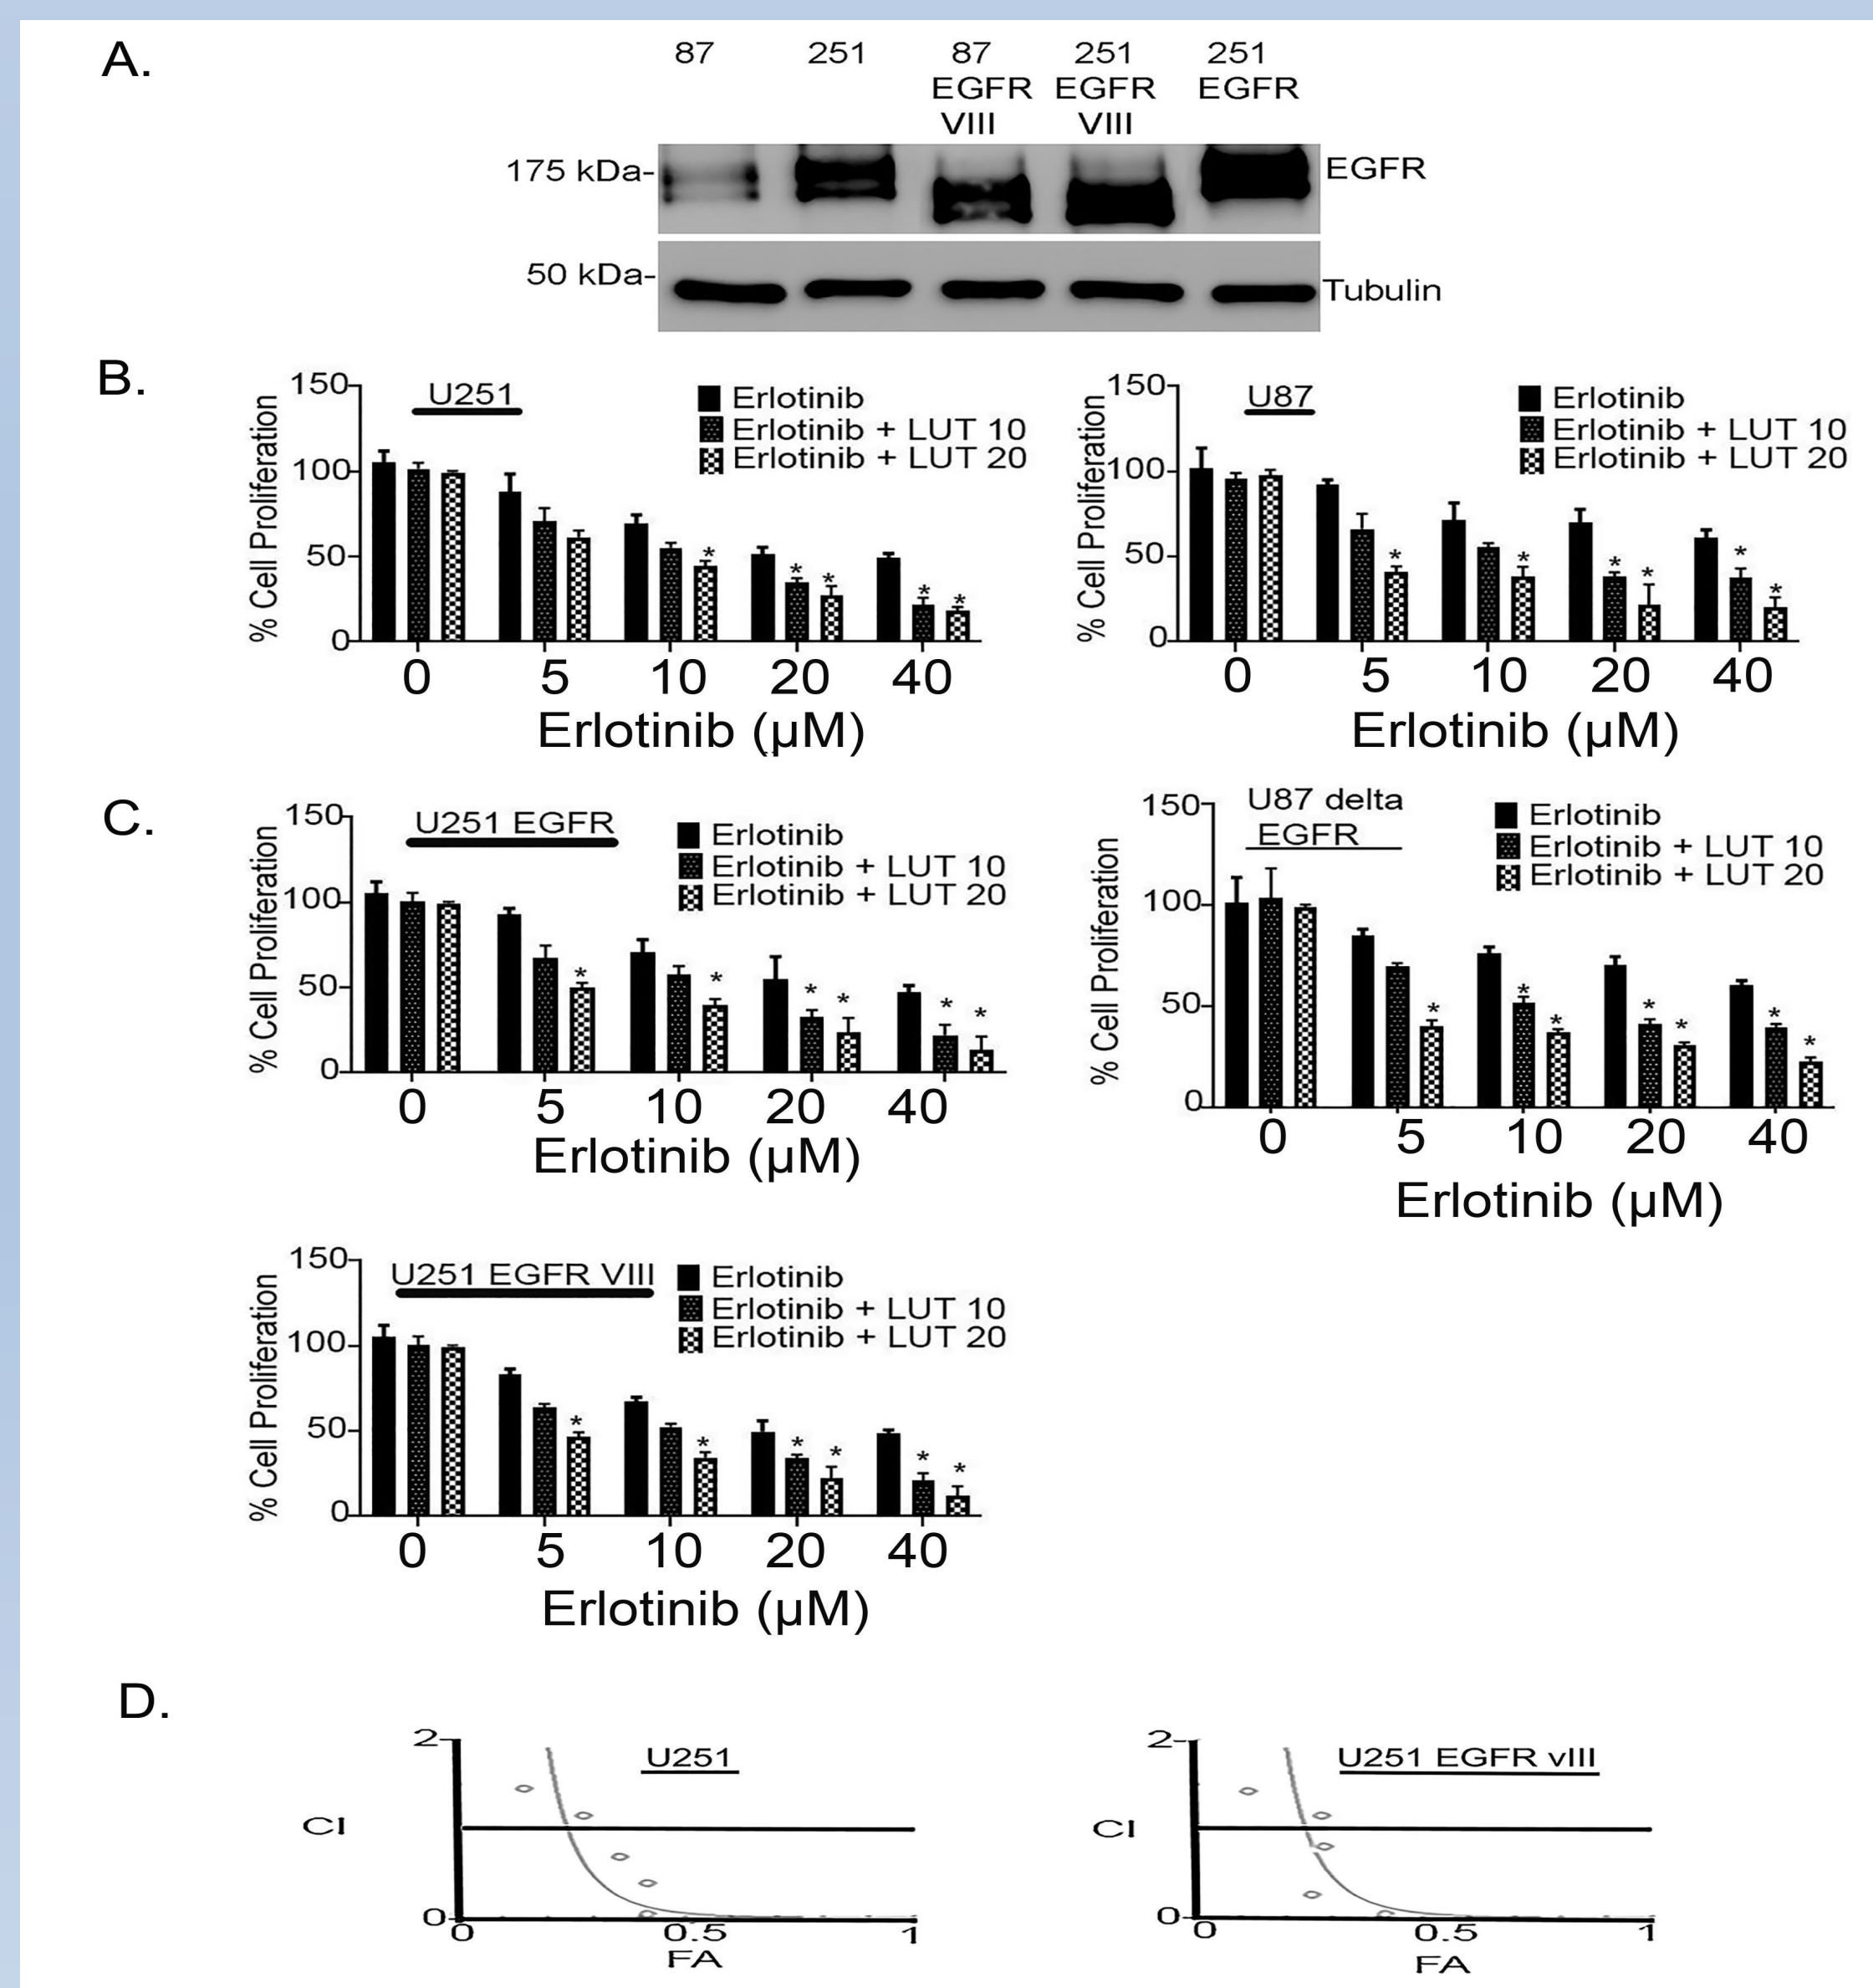 A.
87 251 87 251 251
EGFR EGFR EGFR
VIII VIII
175 kDa- EGFR
50 kDa- Tubulin
B.
150
100
50
0
% Cell Proliferation
U251
Erlotinib
Erlotinib + LUT 10
Erlotinib + LUT 20
* * * * *
0 5 10 20 40
Erlotinib (µM)
150
100
50
0
% Cell Proliferation
U87
Erlotinib
Erlotinib + LUT 10
Erlotinib + LUT 20
* * * * * *
0 5 10 20 40
Erlotinib (µM)
C.
150
100
50
0
% Cell Proliferation
U251 EGFR
Erlotinib
Erlotinib + LUT 10
Erlotinib + LUT 20
* * * * * *
0 5 10 20 40
Erlotinib (µM)
150
100
50
0
% Cell Proliferation
U87 delta
EGFR
Erlotinib
Erlotinib + LUT 10
Erlotinib + LUT 20
* * * * * * *
0 5 10 20 40
Erlotinib (µM)
150
100
50
0
% Cell Proliferation
U251 EGFR VIII
Erlotinib
Erlotinib + LUT 10
Erlotinib + LUT 20
* * * * * *
0 5 10 20 40
Erlotinib (µM)
D.
2
CI
0
U251
0 0.5 1
FA
2
CI
0
U251 EGFR vIII
0 0.5 1
FA